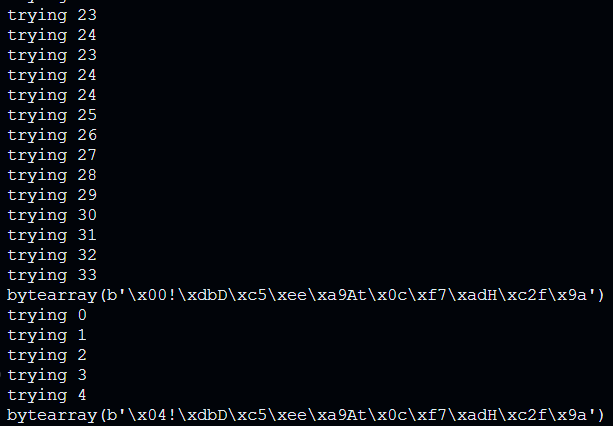 trying 23
trying 24
trying 23
trying 24
trying 24
trying 25
trying 26
trying 27
trying 28
trying 29
trying 30
trying 31
trying 32
trying 33
bytearray(b'\x00!\xdbD\xc5\xee\xa9At\x0c\xf7\xadH\xc2f\x9a')
trying 0
trying 1
trying 2
trying 3
trying 4
bytearray(b'\x04!\xdbD\xc5\xee\xa9At\x0c\xf7\xadH\xc2f\x9a')